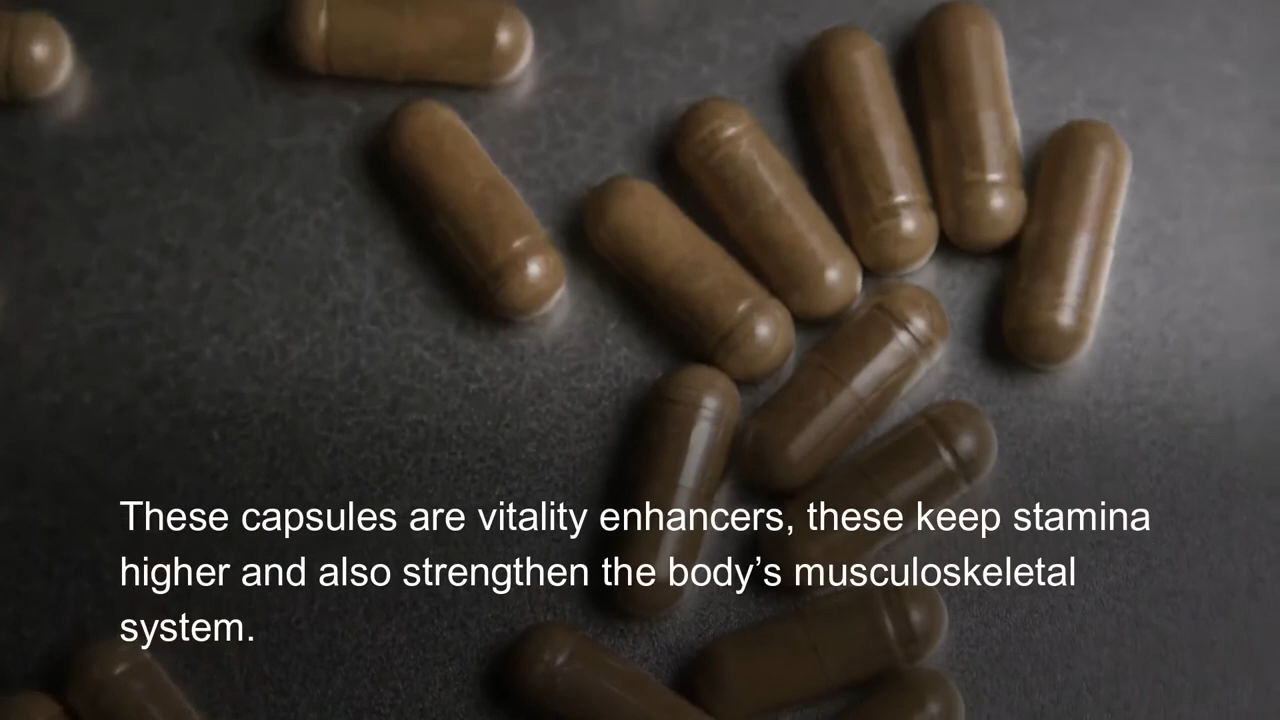 These capsules are vitality enhancers, these keep stamina
higher and also strengthen the body’s musculoskeletal
system.